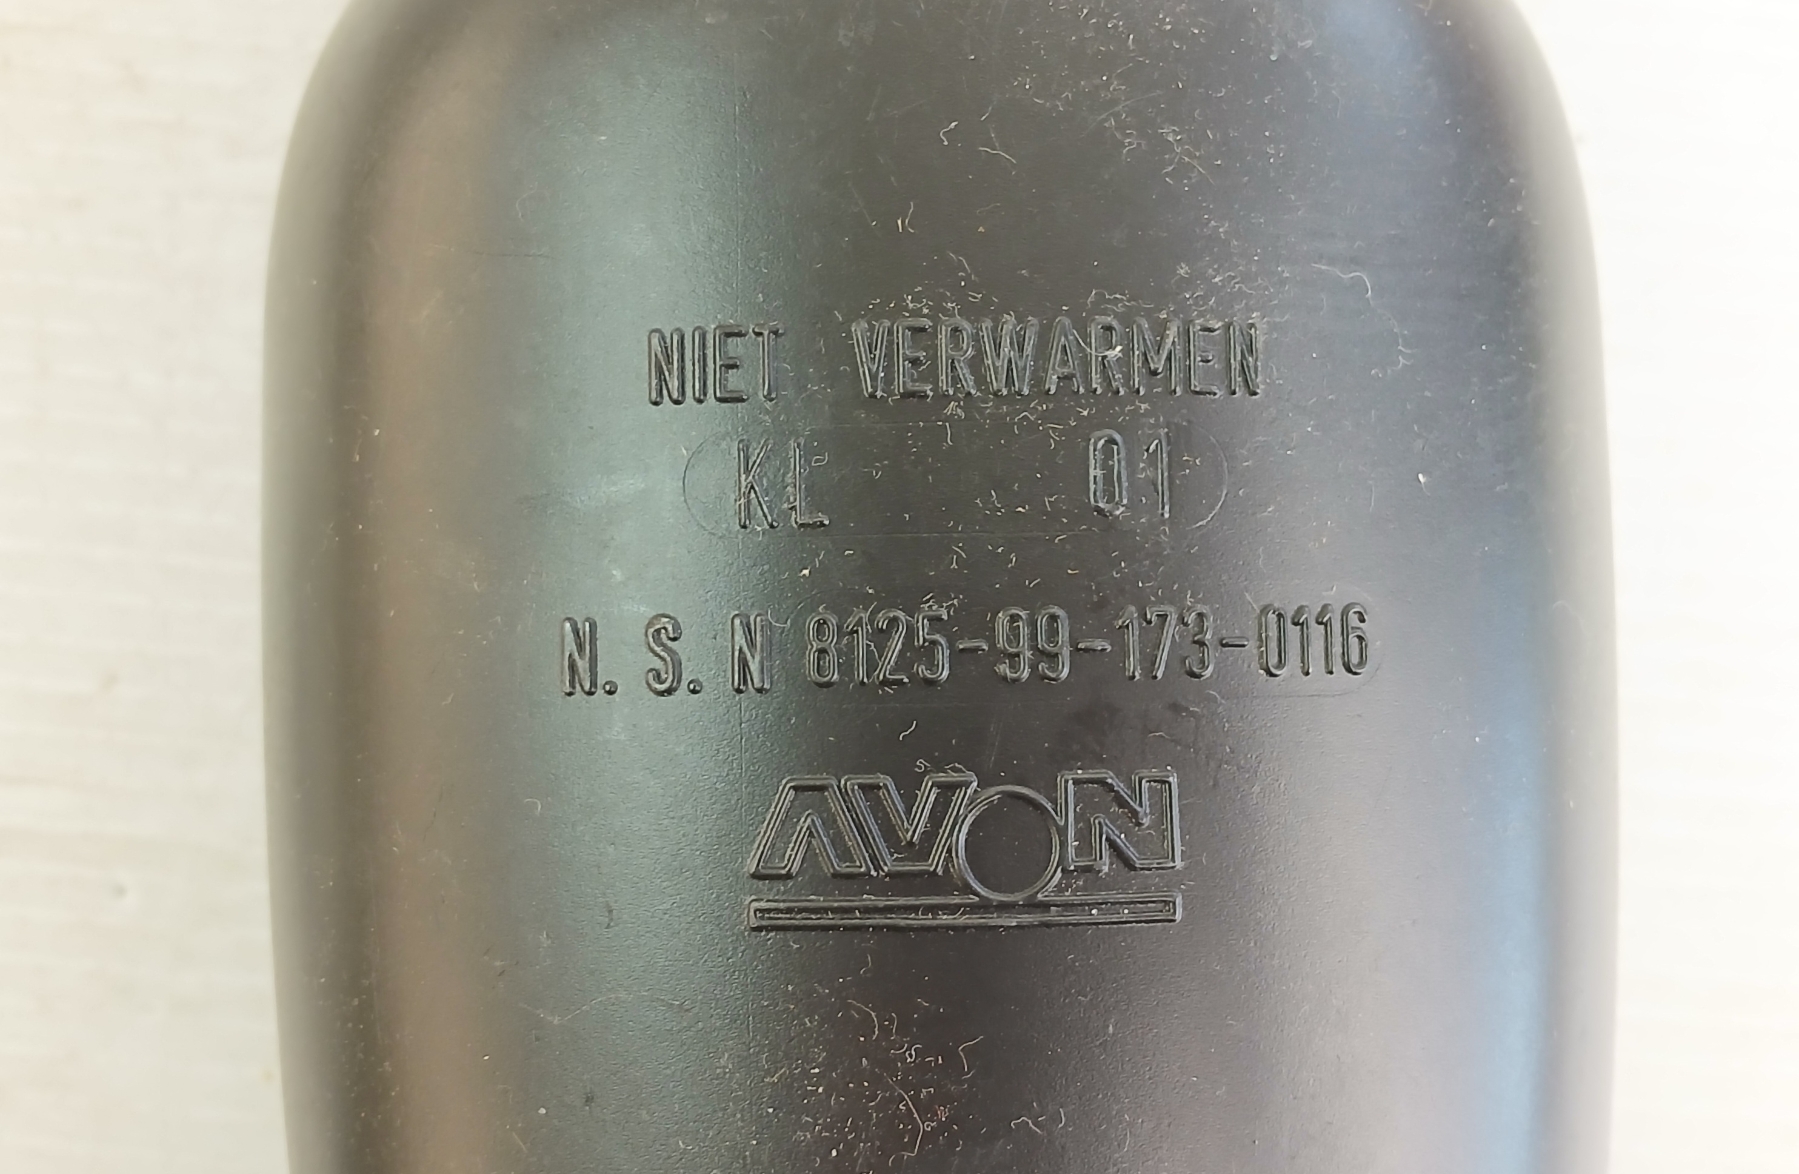 NIET VERWARMEN
KL 01
N. S. N 8125-99-173-0116
AVON